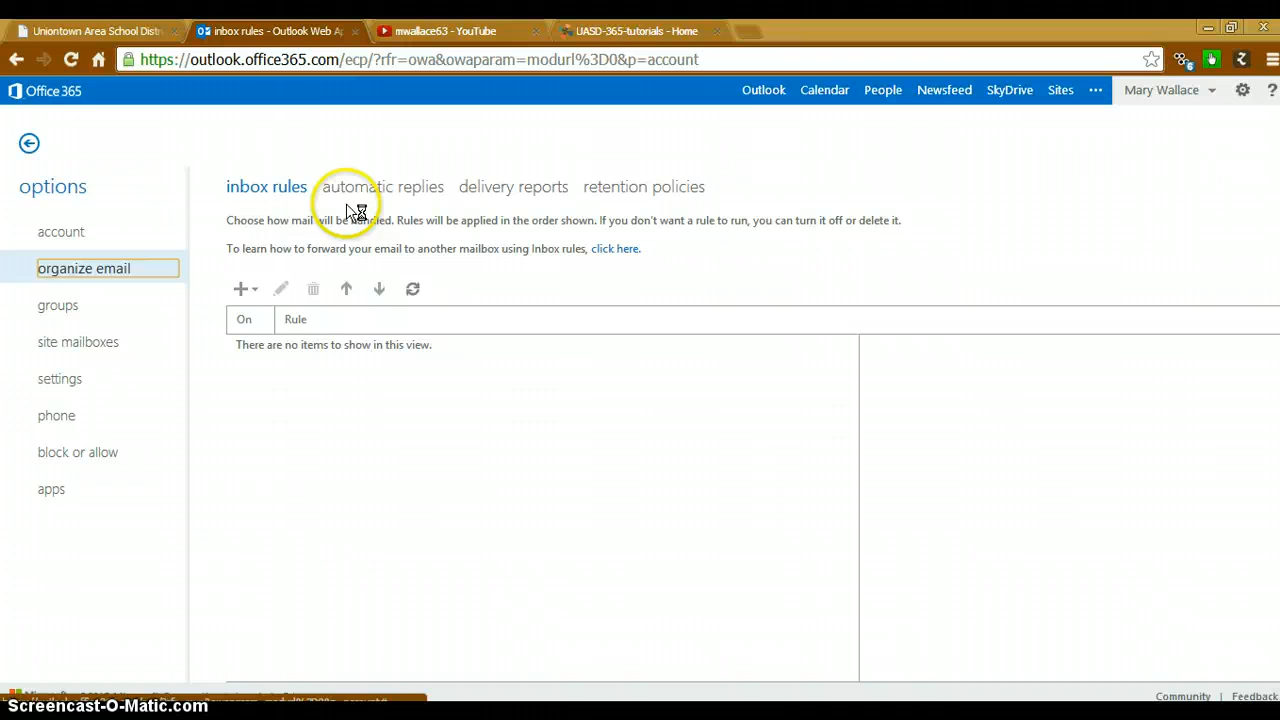 Uniontown Area School Distr
inbox rules - Outlook Web Ap
mwallace63 - YouTube
UASD-365-tutorials - Home
https://outlook.office365.com/ecp/?rfr=owa&owaparam=modurl%3D0&p=account
6
Z
Office 365
Outlook
Calendar
People
Newsfeed
SkyDrive
Sites
•••
Mary Wallace
?
options
account
organize email
groups
site mailboxes
settings
phone
block or allow
apps
inbox rules
automatic replies
delivery reports
retention policies
Choose how mail will be handled. Rules will be applied in the order shown. If you don't want a rule to run, you can turn it off or delete it.
To learn how to forward your email to another mailbox using Inbox rules, click here.
On
Rule
There are no items to show in this view.
Community
Feedback
Screencast-O-Matic.com